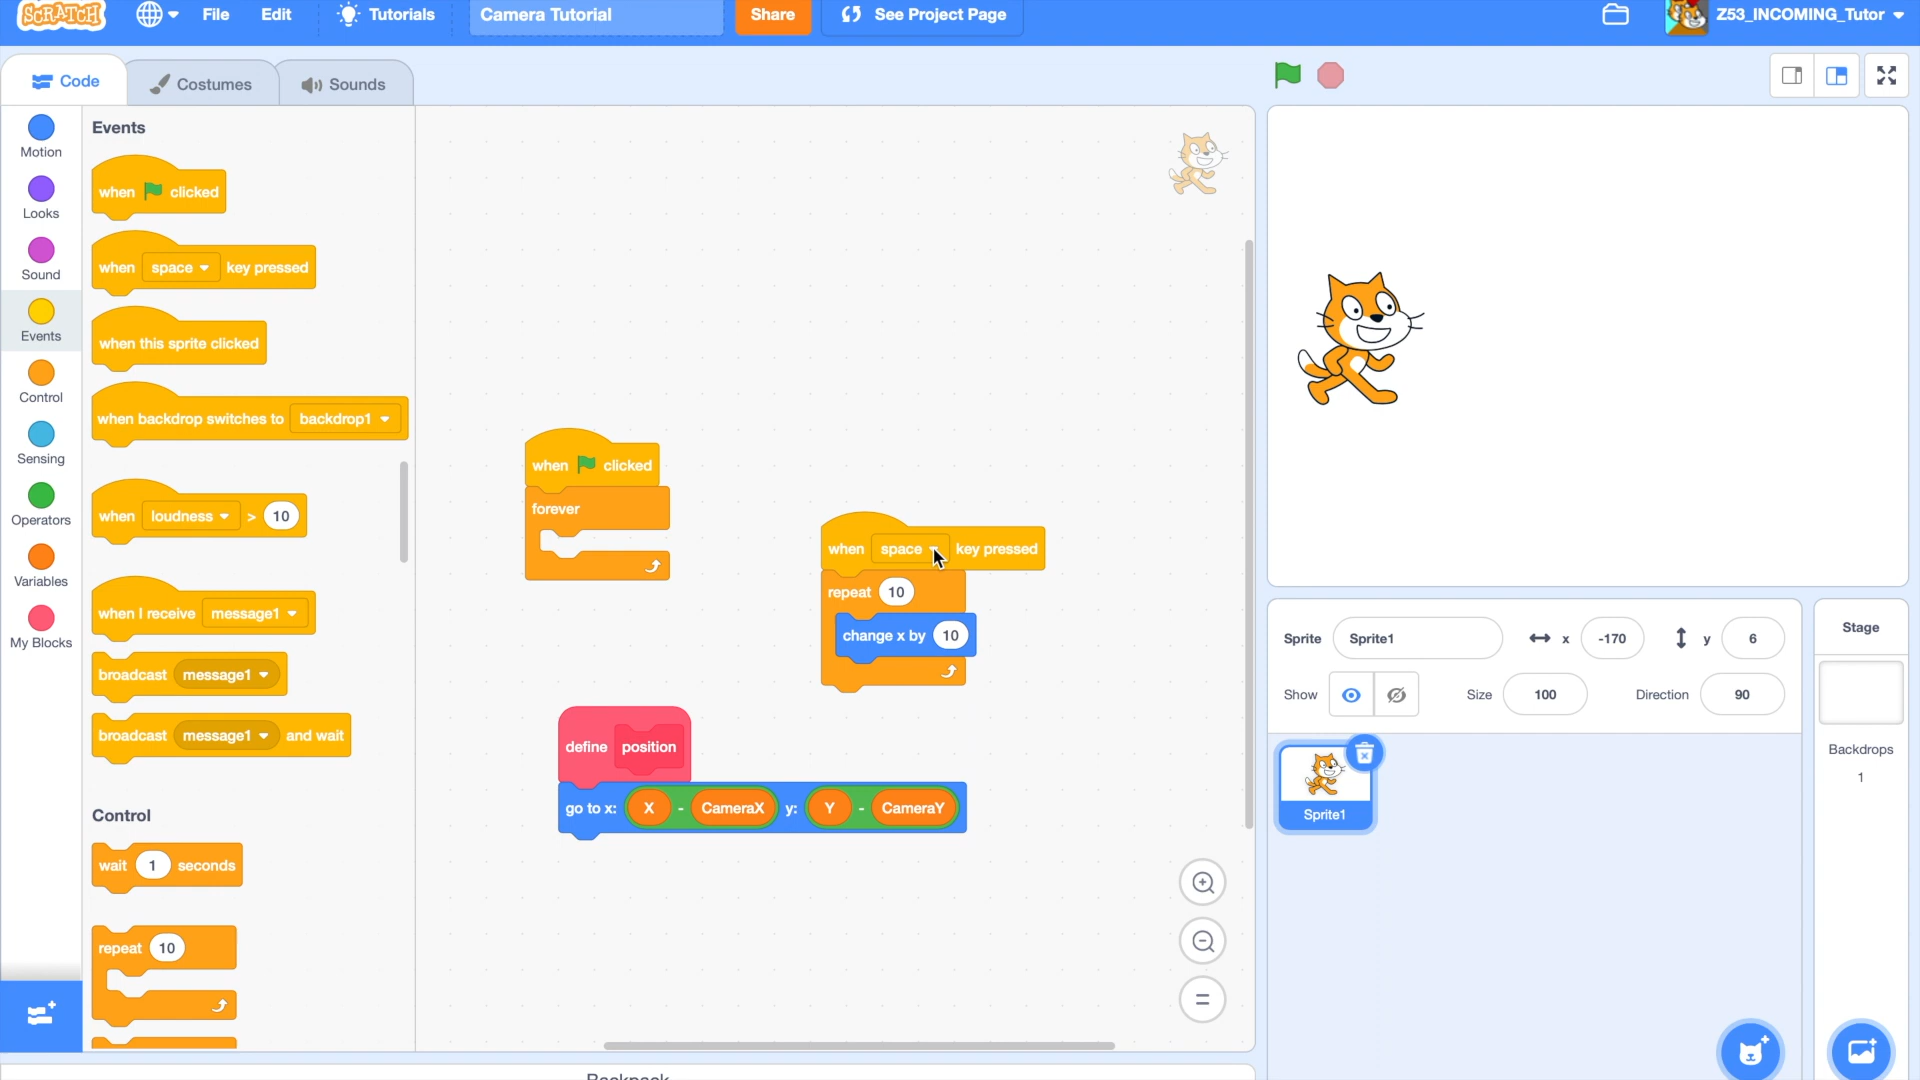 SCRATCH
File
Edit
Tutorials
Camera Tutorial
Share
See Project Page
Z53_INCOMING_Tutor
Code
Costumes
Sounds
Motion
Looks
Sound
Events
Control
Sensing
Operators
Variables
My Blocks
Events
when clicked
when space key pressed
when this sprite clicked
when backdrop switches to backdrop1
when loudness > 10
when I receive message1
broadcast message1
broadcast message1 and wait
Control
wait 1 seconds
repeat 10
when clicked
forever
when space key pressed
repeat 10
change x by 10
define position
go to x: X - CameraX y: Y - CameraY
Sprite Sprite1 x -170 y 6
Show Size 100 Direction 90
Sprite1
Stage
Backdrops
1
Backpack